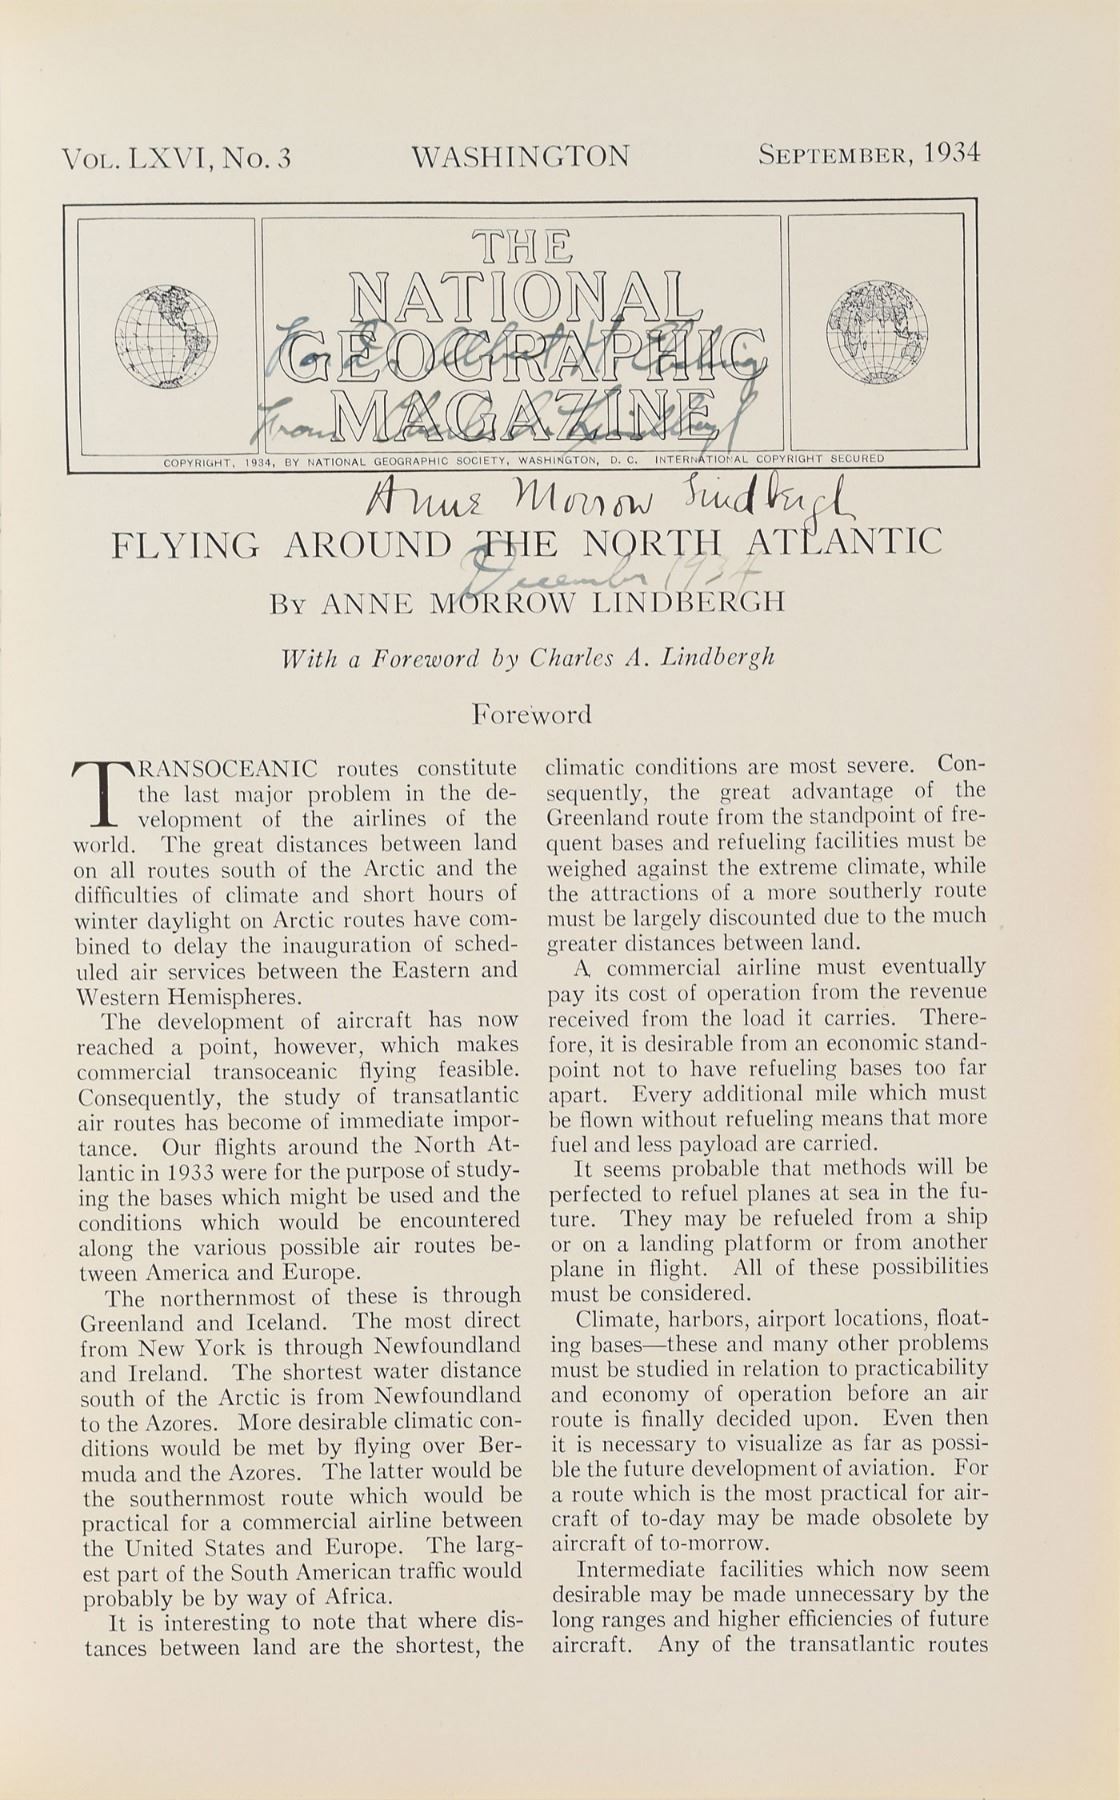 VOL. LXVI, NO. 3 WASHINGTON SEPTEMBER, 1934
THE
NATIONAL
GEOGRAPHIC
MAGAZINE
For Dr. Albert H.
From Charles A. Lindbergh
COPYRIGHT, 1934, BY NATIONAL GEOGRAPHIC SOCIETY, WASHINGTON, D. C. INTERNATIONAL COPYRIGHT SECURED
Anne Morrow Lindbergh
FLYING AROUND THE NORTH ATLANTIC
December 1934
BY ANNE MORROW LINDBERGH
With a Foreword by Charles A. Lindbergh
Foreword
TRANSOCEANIC routes constitute
the last major problem in the de-
velopment of the airlines of the
world. The great distances between land
on all routes south of the Arctic and the
difficulties of climate and short hours of
winter daylight on Arctic routes have com-
bined to delay the inauguration of sched-
uled air services between the Eastern and
Western Hemispheres.
The development of aircraft has now
reached a point, however, which makes
commercial transoceanic flying feasible.
Consequently, the study of transatlantic
air routes has become of immediate impor-
tance. Our flights around the North At-
lantic in 1933 were for the purpose of study-
ing the bases which might be used and the
conditions which would be encountered
along the various possible air routes be-
tween America and Europe.
The northernmost of these is through
Greenland and Iceland. The most direct
from New York is through Newfoundland
and Ireland. The shortest water distance
south of the Arctic is from Newfoundland
to the Azores. More desirable climatic con-
ditions would be met by flying over Ber-
muda and the Azores. The latter would be
the southernmost route which would be
practical for a commercial airline between
the United States and Europe. The larg-
est part of the South American traffic would
probably be by way of Africa.
It is interesting to note that where dis-
tances between land are the shortest, the
climatic conditions are most severe. Con-
sequently, the great advantage of the
Greenland route from the standpoint of fre-
quent bases and refueling facilities must be
weighed against the extreme climate, while
the attractions of a more southerly route
must be largely discounted due to the much
greater distances between land.
A commercial airline must eventually
pay its cost of operation from the revenue
received from the load it carries. There-
fore, it is desirable from an economic stand-
point not to have refueling bases too far
apart. Every additional mile which must
be flown without refueling means that more
fuel and less payload are carried.
It seems probable that methods will be
perfected to refuel planes at sea in the fu-
ture. They may be refueled from a ship
or on a landing platform or from another
plane in flight. All of these possibilities
must be considered.
Climate, harbors, airport locations, float-
ing bases—these and many other problems
must be studied in relation to practicability
and economy of operation before an air
route is finally decided upon. Even then
it is necessary to visualize as far as possi-
ble the future development of aviation. For
a route which is the most practical for air-
craft of to-day may be made obsolete by
aircraft of to-morrow.
Intermediate facilities which now seem
desirable may be made unnecessary by the
long ranges and higher efficiencies of future
aircraft. Any of the transatlantic routes